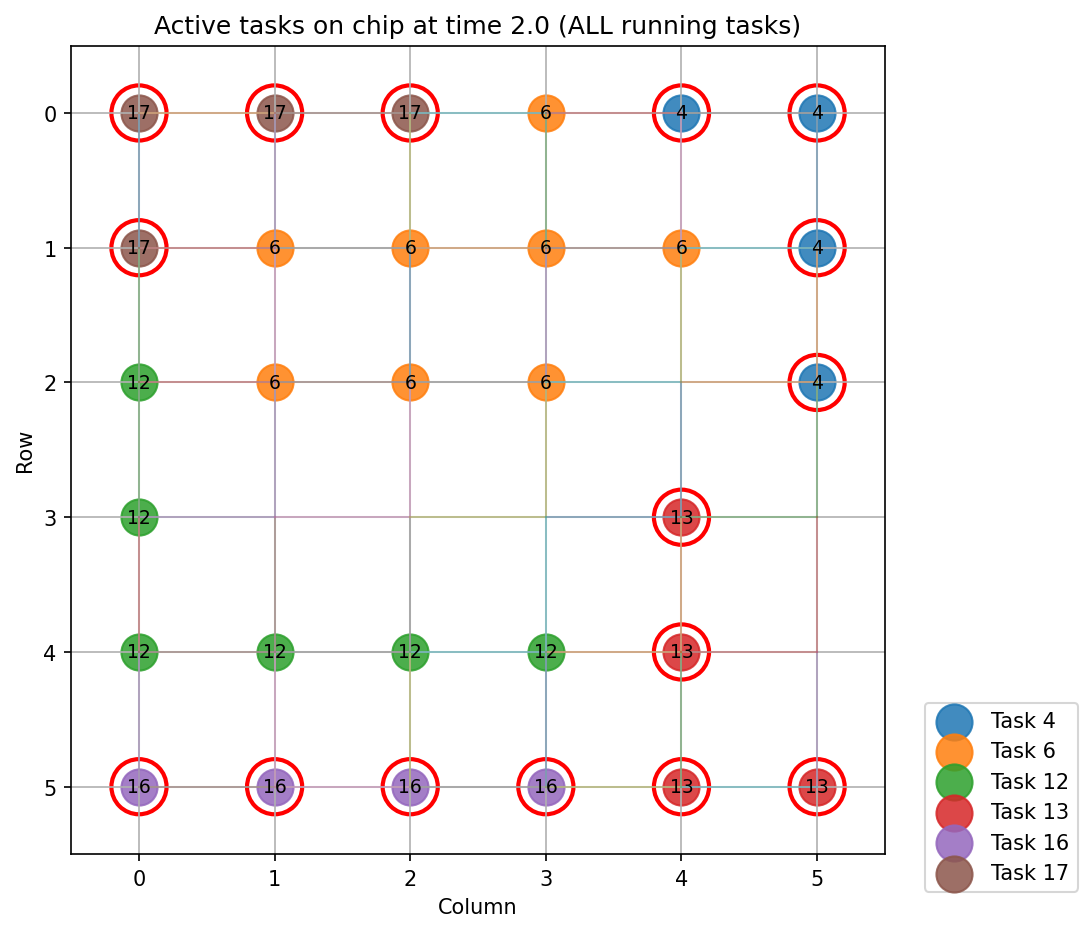 Active tasks on chip at time 2.0 (ALL running tasks)
0 17 17 17 6 4 4
1 17 6 6 6 6 4
2 12 6 6 6 4
Row
3 12 13
4 12 12 12 12 13
5 16 16 16 16 13 13
0 1 2 3 4 5
Column
Task 4
Task 6
Task 12
Task 13
Task 16
Task 17